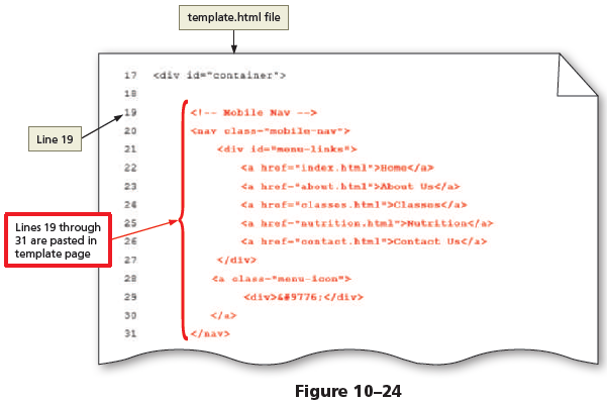 template.html file
17 <div id="container">
18
19 <!-- Mobile Nav -->
20 <nav class="mobile-nav">
21 <div id="menu-links">
22 <a href="index.html">Home</a>
23 <a href="about.html">About Us</a>
24 <a href="classes.html">Classes</a>
25 <a href="nutrition.html">Nutrition</a>
26 <a href="contact.html">Contact Us</a>
27 </div>
28 <a class="menu-icon">
29 <div>&#9776;</div>
30 </a>
31 </nav>
Line 19
Lines 19 through
31 are pasted in
template page
Figure 10–24